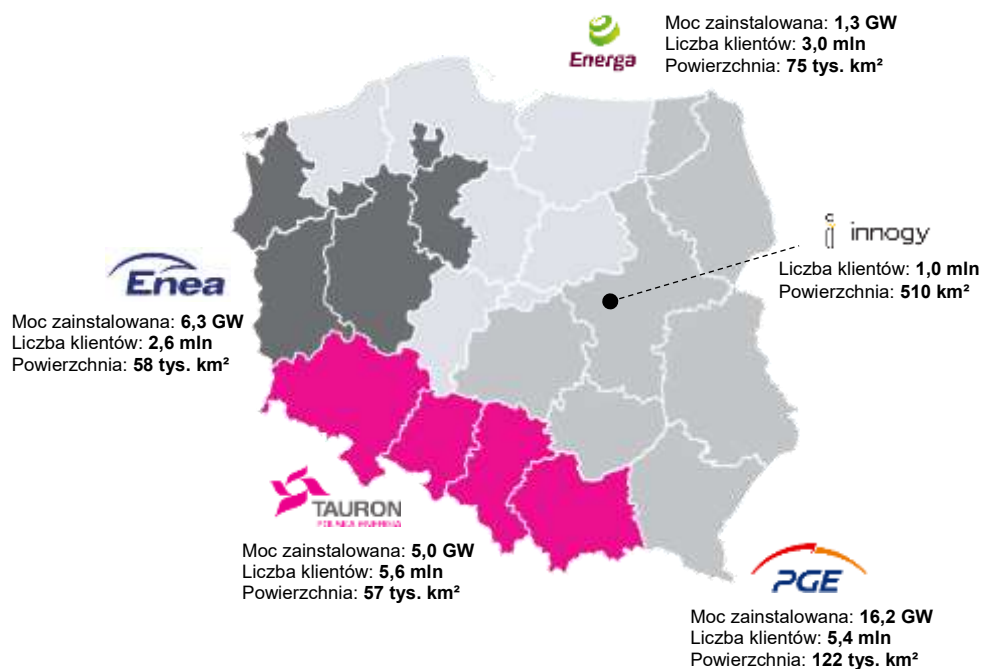 Energa
Moc zainstalowana: 1,3 GW
Liczba klientów: 3,0 mln
Powierzchnia: 75 tys. km²
innogy
Liczba klientów: 1,0 mln
Powierzchnia: 510 km²
Enea
Moc zainstalowana: 6,3 GW
Liczba klientów: 2,6 mln
Powierzchnia: 58 tys. km²
TAURON
POLSKA ENERGIA
Moc zainstalowana: 5,0 GW
Liczba klientów: 5,6 mln
Powierzchnia: 57 tys. km²
PGE
Moc zainstalowana: 16,2 GW
Liczba klientów: 5,4 mln
Powierzchnia: 122 tys. km²